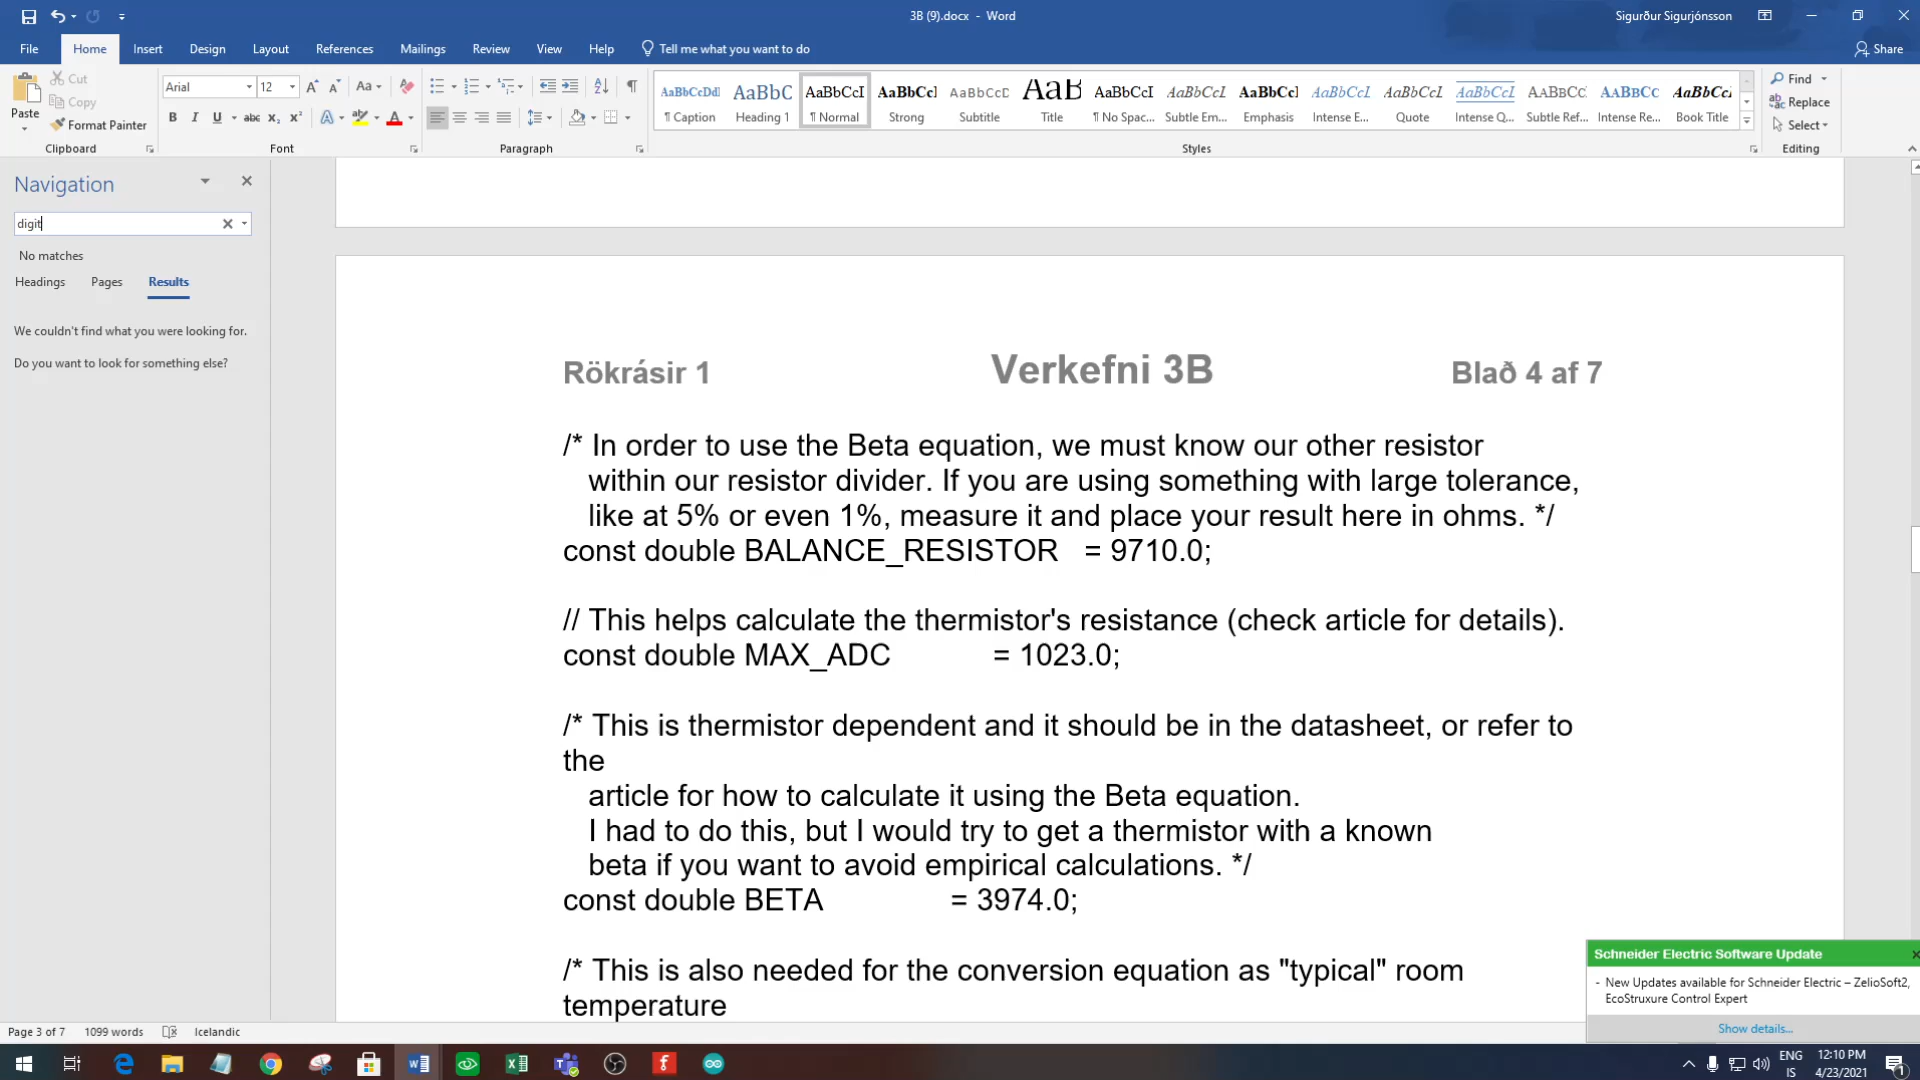 3B (9).docx - Word
Sigurður Sigurjónsson
File Home Insert Design Layout References Mailings Review View Help Tell me what you want to do Share
Paste
Cut
Copy
Format Painter
Clipboard
Arial 12
Font
Paragraph
AaBbCcDd AaBbC AaBbCcI AaBbCcI AaBbCcD AaB AaBbCcI AaBbCcL AaBbCcI AaBbCcL AaBbCcL AaBbCcL AABBCC AABBCC AaBbCcL
¶ Caption Heading 1 ¶ Normal Strong Subtitle Title ¶ No Spac... Subtle Em... Emphasis Intense E... Quote Intense Q... Subtle Ref... Intense Re... Book Title
Styles
Find
Replace
Select
Editing
Navigation
digit
No matches
Headings Pages Results
We couldn't find what you were looking for.
Do you want to look for something else?
Rökrásir 1 Verkefni 3B Blað 4 af 7
/* In order to use the Beta equation, we must know our other resistor
within our resistor divider. If you are using something with large tolerance,
like at 5% or even 1%, measure it and place your result here in ohms. */
const double BALANCE_RESISTOR = 9710.0;
// This helps calculate the thermistor's resistance (check article for details).
const double MAX_ADC = 1023.0;
/* This is thermistor dependent and it should be in the datasheet, or refer to
the
article for how to calculate it using the Beta equation.
I had to do this, but I would try to get a thermistor with a known
beta if you want to avoid empirical calculations. */
const double BETA = 3974.0;
/* This is also needed for the conversion equation as "typical" room
temperature
Schneider Electric Software Update
- New Updates available for Schneider Electric – ZelioSoft2,
EcoStruxure Control Expert
Show details...
Page 3 of 7 1099 words Icelandic
ENG
IS
12:10 PM
4/23/2021
1